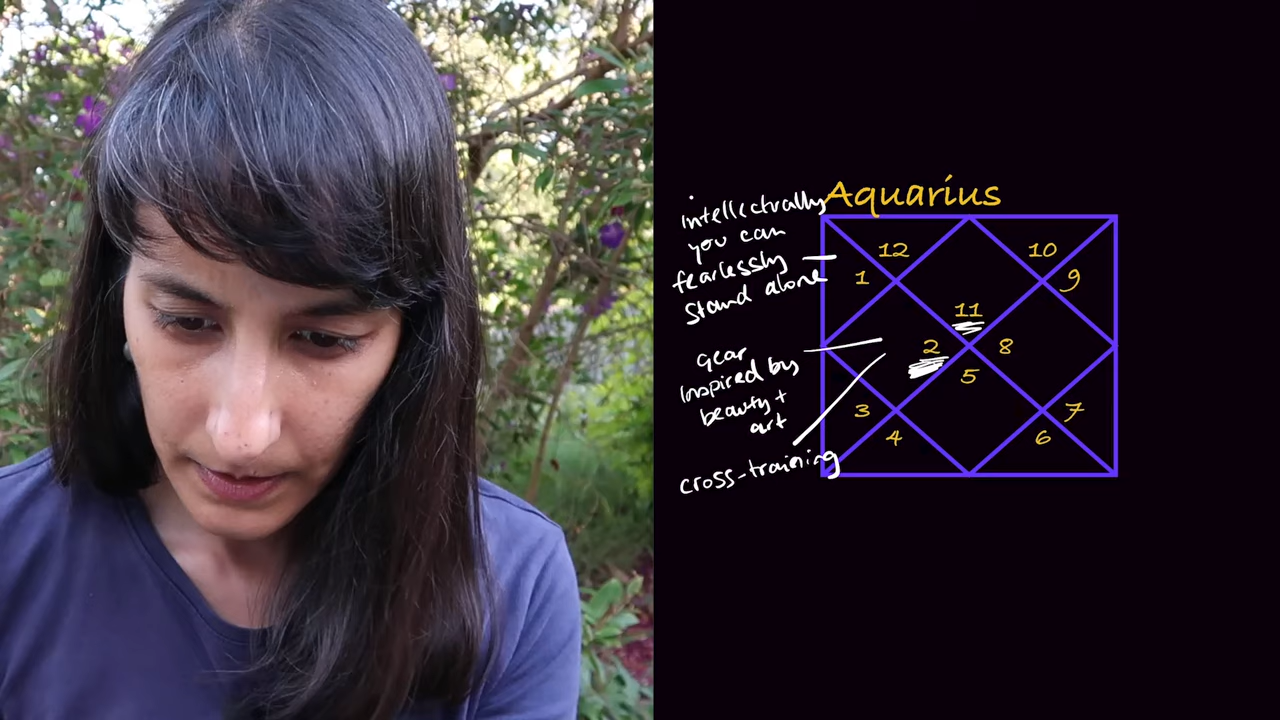 Aquarius
intellectually
you can
fearlessly
stand alone
gear
inspired by
beauty +
art
cross-training
12
10
1
9
11
2
8
5
3
7
4
6